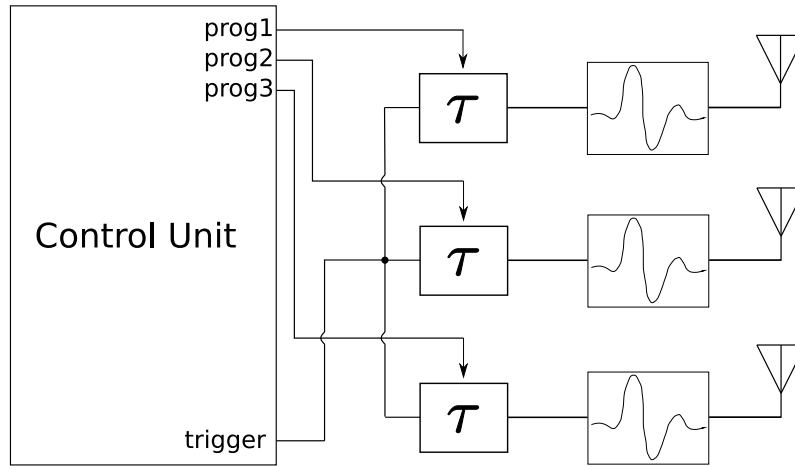 prog1
prog2
prog3
Control Unit
trigger
τ
τ
τ